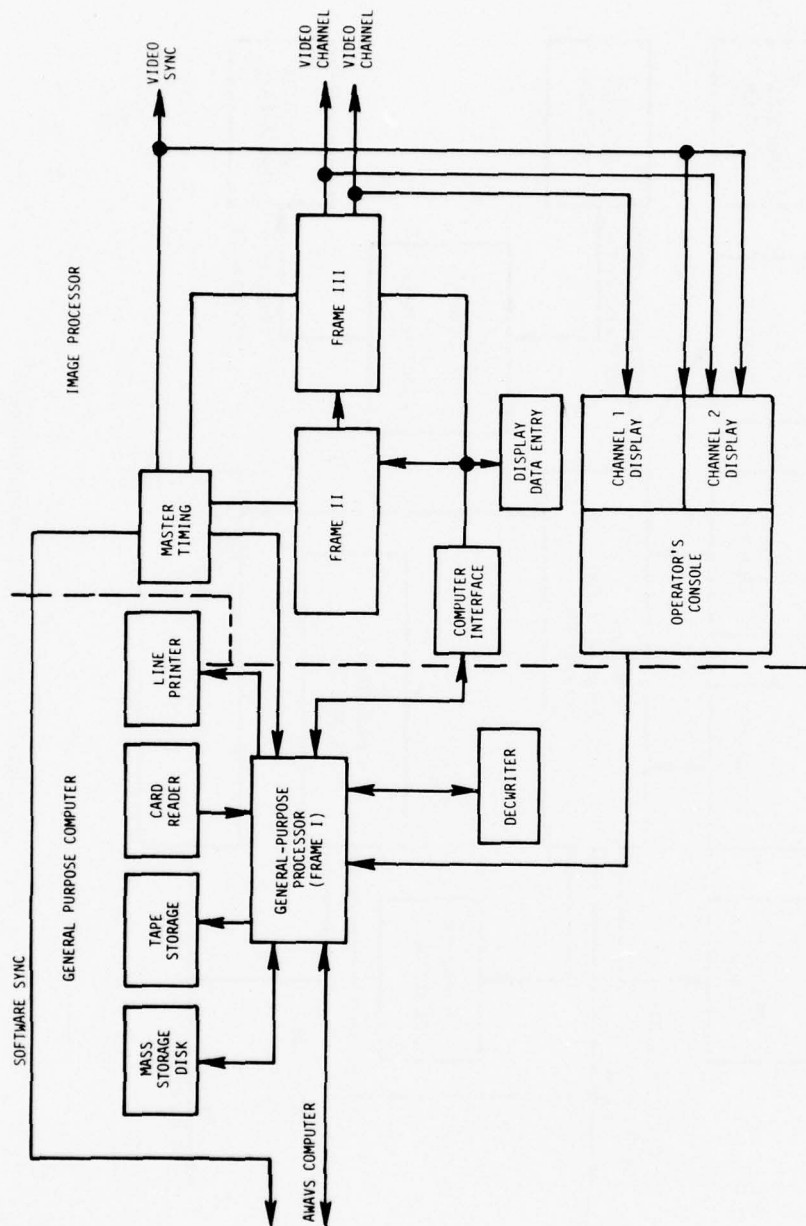 SOFTWARE SYNC
GENERAL PURPOSE COMPUTER
IMAGE PROCESSOR
MASS
STORAGE
DISK
TAPE
STORAGE
CARD
READER
LINE
PRINTER
MASTER
TIMING
VIDEO
SYNC
AWAVS COMPUTER
GENERAL-PURPOSE
PROCESSOR
(FRAME I)
FRAME II
FRAME III
VIDEO
CHANNEL
VIDEO
CHANNEL
DECWRITER
COMPUTER
INTERFACE
DISPLAY
DATA ENTRY
OPERATOR'S
CONSOLE
CHANNEL 1
DISPLAY
CHANNEL 2
DISPLAY